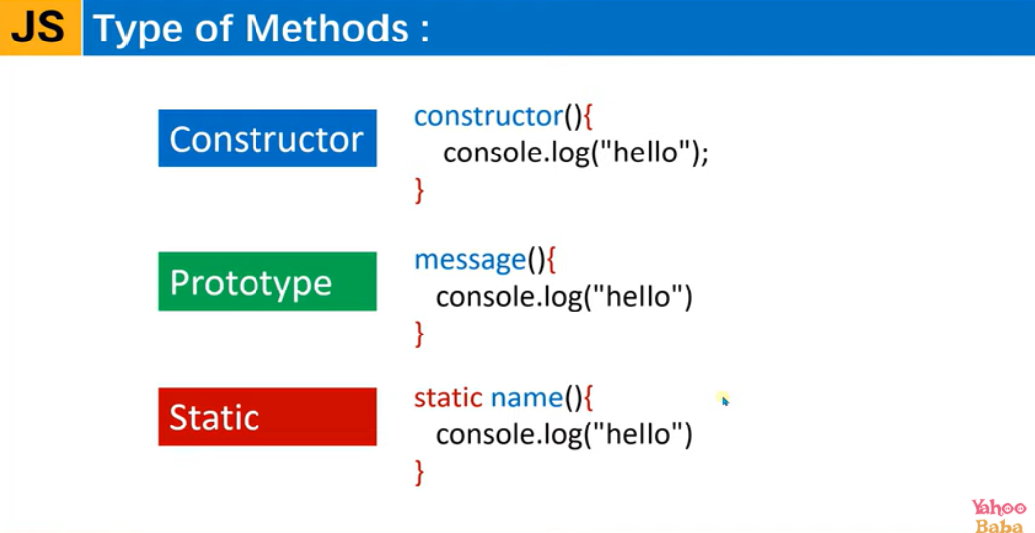 JS Type of Methods :
Constructor
constructor(){
console.log("hello");
}
Prototype
message(){
console.log("hello")
}
Static
static name(){
console.log("hello")
}
Yahoo
Baba